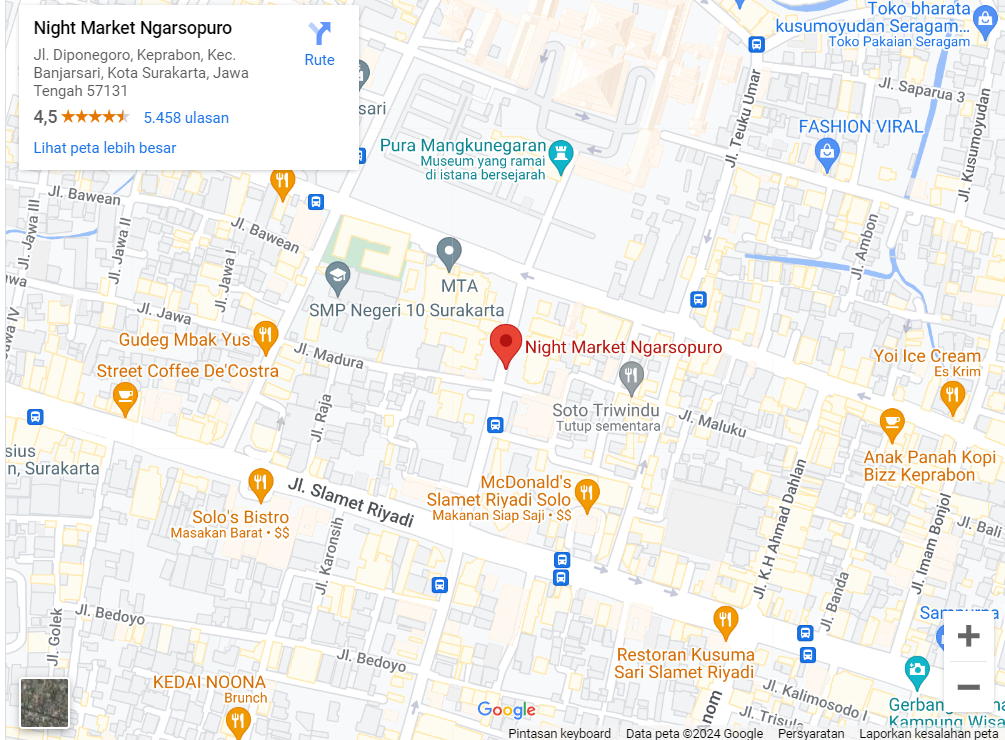 Night Market Ngarsopuro
Jl. Diponegoro, Keprabon, Kec.
Banjarsari, Kota Surakarta, Jawa
Tengah 57131
4,5
5.458 ulasan
Lihat peta lebih besar
Rute
Toko bharata
kusumoyudan Seragam...
Toko Pakaian Seragam
Jl. Saparua 3
Jl. Teuku Umar
Jl. Kusumoyudan
FASHION VIRAL
sari
Pura Mangkunegaran
Museum yang ramai
di istana bersejarah
Jl. Bawean
Jl. Bawean
Jl. Jawa III
Jl. Jawa II
Jl. Jawa I
Jl. Ambon
MTA
SMP Negeri 10 Surakarta
Jl. Jawa
Gudeg Mbak Yus
Jl. Madura
Night Market Ngarsopuro
Yoi Ice Cream
Es Krim
Street Coffee De'Costra
Soto Triwindu
Tutup sementara
Jl. Maluku
Jl. Raja
sius
n, Surakarta
Anak Panah Kopi
Bizz Keprabon
McDonald's
Slamet Riyadi Solo
Makanan Siap Saji • $$
Jl. Slamet Riyadi
Solo's Bistro
Masakan Barat • $$
Jl. Karonsih
Jl. K.H Ahmad Dahlan
Jl. Imam Bonjol
Jl. Bali
Jl. Banda
Jl. Bedoyo
Jl. Golek
Jl. Bedoyo
Restoran Kusuma
Sari Slamet Riyadi
Sampurna
KEDAI NOONA
Brunch
Jl. Kalimosodo I
Jl. Trisula
nom
Gerbang
Kampung Wisa
Google
Pintasan keyboard
Data peta ©2024 Google
Persyaratan
Laporkan kesalahan peta